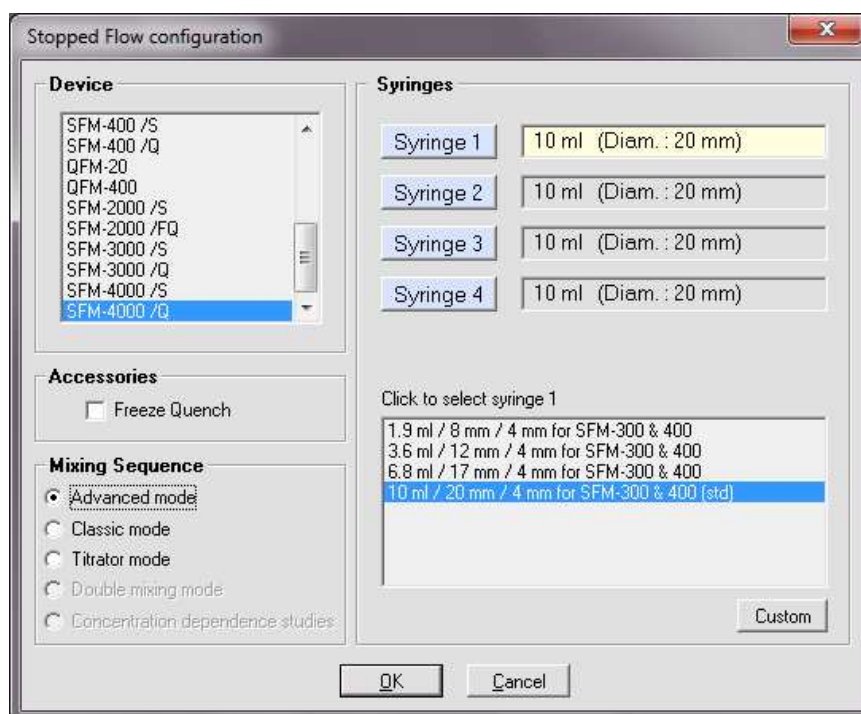 Stopped Flow configuration
Device
SFM-400 /S
SFM-400 /Q
QFM-20
QFM-400
SFM-2000 /S
SFM-2000 /FQ
SFM-3000 /S
SFM-3000 /Q
SFM-4000 /S
SFM-4000 /Q
Accessories
Freeze Quench
Mixing Sequence
Advanced mode
Classic mode
Titrator mode
Double mixing mode
Concentration dependence studies
Syringes
Syringe 1 10 ml (Diam. : 20 mm)
Syringe 2 10 ml (Diam. : 20 mm)
Syringe 3 10 ml (Diam. : 20 mm)
Syringe 4 10 ml (Diam. : 20 mm)
Click to select syringe 1
1.9 ml / 8 mm / 4 mm for SFM-300 & 400
3.6 ml / 12 mm / 4 mm for SFM-300 & 400
6.8 ml / 17 mm / 4 mm for SFM-300 & 400
10 ml / 20 mm / 4 mm for SFM-300 & 400 (std)
Custom
OK Cancel